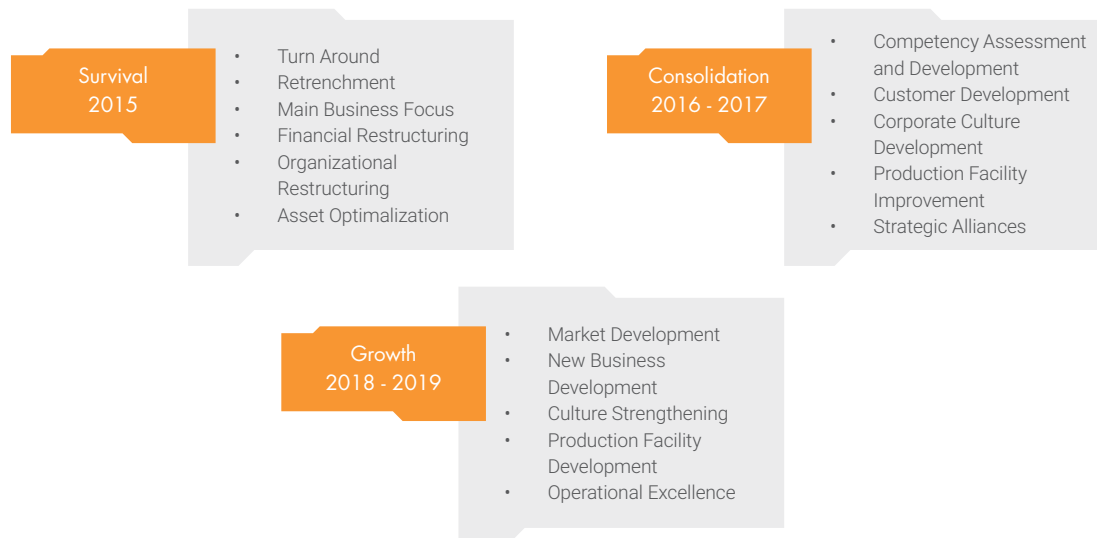 Survival
2015
• Turn Around
• Retrenchment
• Main Business Focus
• Financial Restructuring
• Organizational
Restructuring
• Asset Optimalization
Consolidation
2016 - 2017
• Competency Assessment
and Development
• Customer Development
• Corporate Culture
Development
• Production Facility
Improvement
• Strategic Alliances
Growth
2018 - 2019
• Market Development
• New Business
Development
• Culture Strengthening
• Production Facility
Development
• Operational Excellence